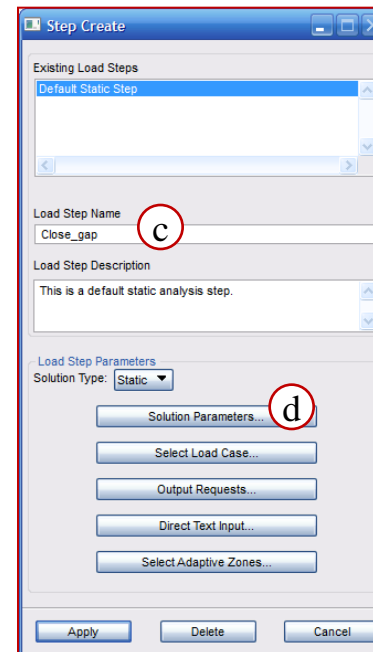 Step Create
Existing Load Steps
Default Static Step
Load Step Name
Close_gap
c
Load Step Description
This is a default static analysis step.
Load Step Parameters
Solution Type: Static
Solution Parameters...
d
Select Load Case...
Output Requests...
Direct Text Input...
Select Adaptive Zones...
Apply Delete Cancel